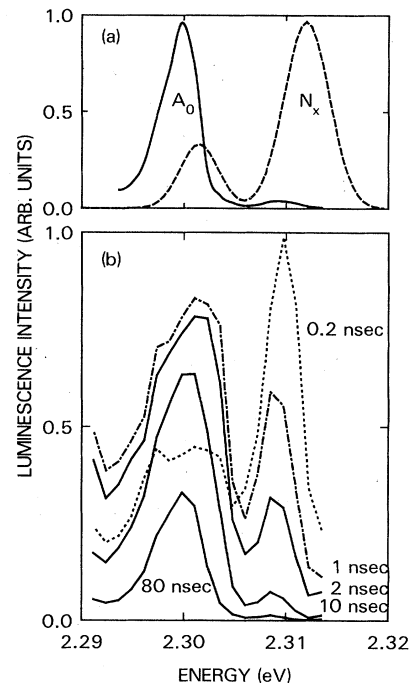 1.0
(a)
A0
Nx
0.5
0.0
1.0
(b)
0.2 nsec
0.5
1 nsec
2 nsec
10 nsec
80 nsec
0.0
2.29
2.30
2.31
2.32
ENERGY (eV)
LUMINESCENCE INTENSITY (ARB. UNITS)